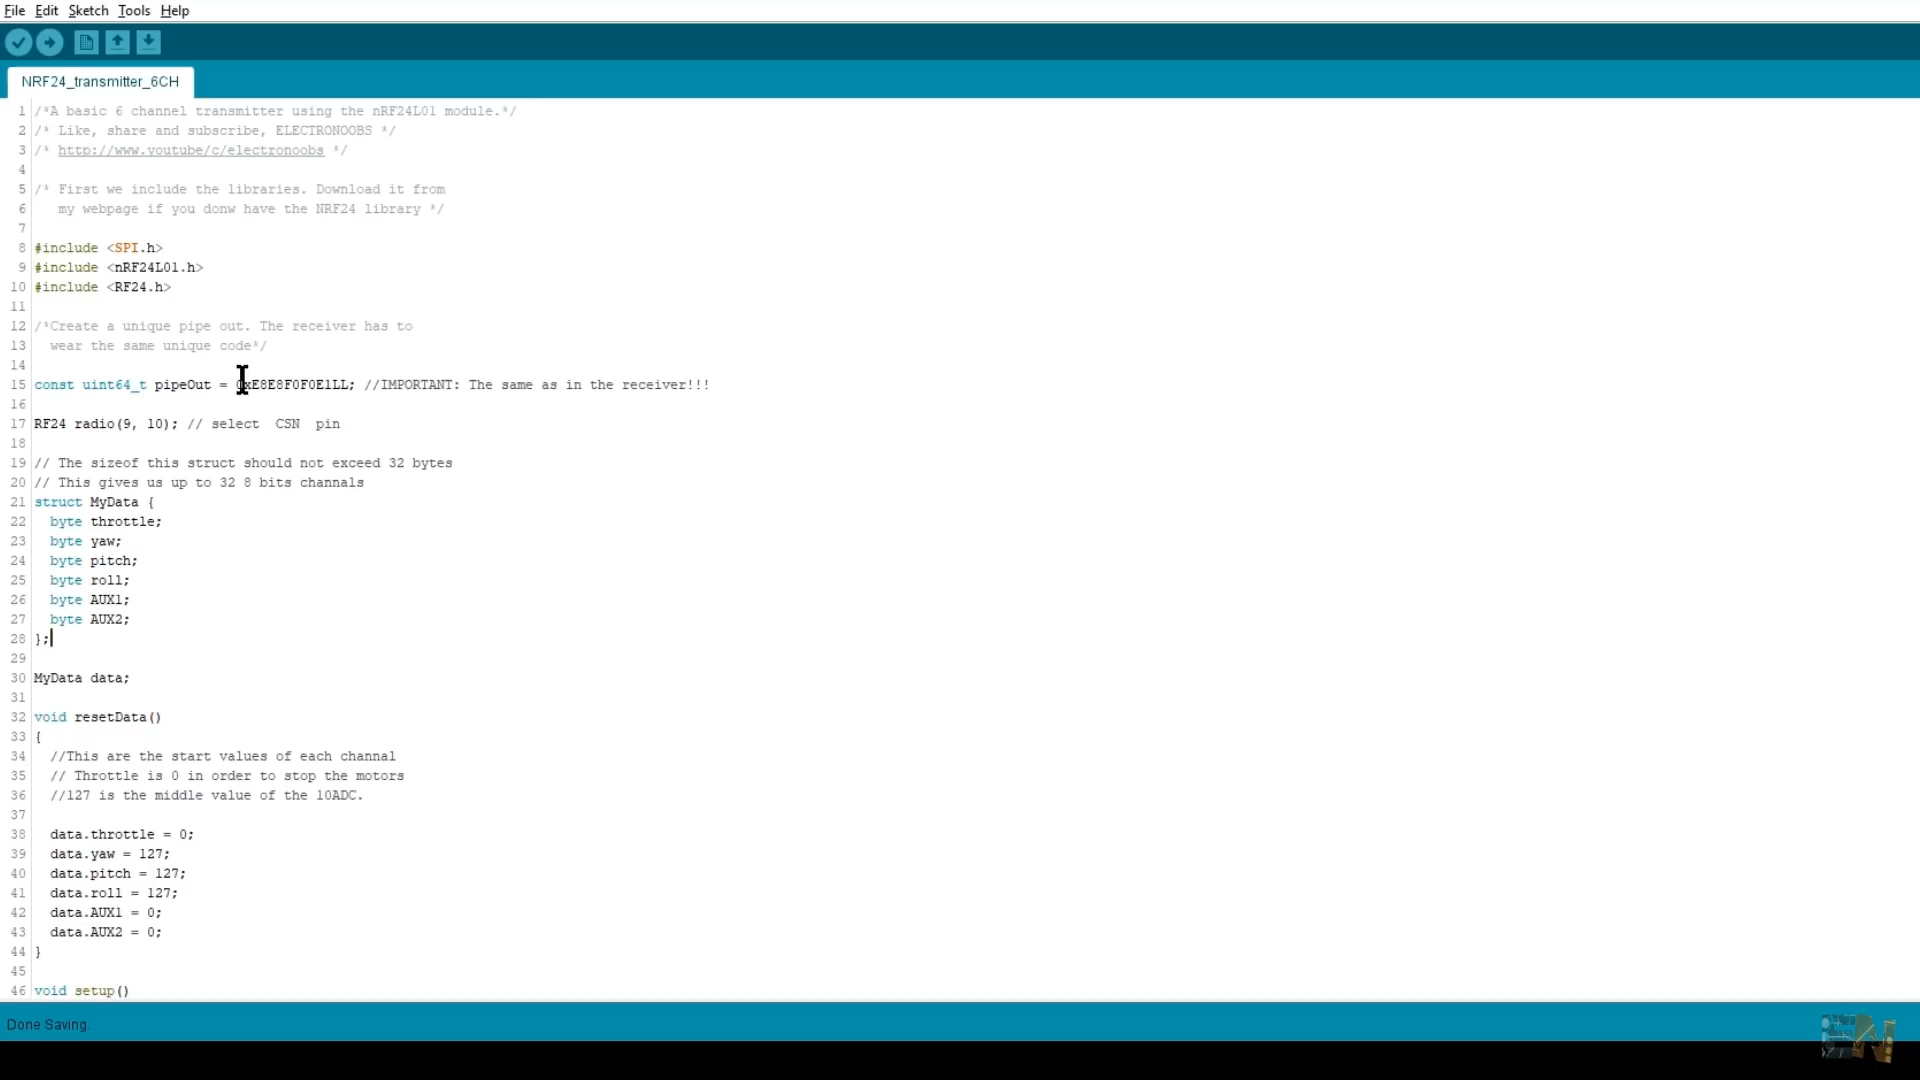 File Edit Sketch Tools Help
NRF24_transmitter_6CH
1 /*A basic 6 channel transmitter using the nRF24L01 module.*/
2 /* Like, share and subscribe, ELECTRONOOBS */
3 /* http://www.youtube/c/electronoobs */
4
5 /* First we include the libraries. Download it from
6 my webpage if you donw have the NRF24 library */
7
8 #include <SPI.h>
9 #include <nRF24L01.h>
10 #include <RF24.h>
11
12 /*Create a unique pipe out. The receiver has to
13 wear the same unique code*/
14
15 const uint64_t pipeOut = 0xE8E8F0F0E1LL; //IMPORTANT: The same as in the receiver!!!
16
17 RF24 radio(9, 10); // select CSN pin
18
19 // The sizeof this struct should not exceed 32 bytes
20 // This gives us up to 32 8 bits channals
21 struct MyData {
22 byte throttle;
23 byte yaw;
24 byte pitch;
25 byte roll;
26 byte AUX1;
27 byte AUX2;
28 };
29
30 MyData data;
31
32 void resetData()
33 {
34 //This are the start values of each channal
35 // Throttle is 0 in order to stop the motors
36 //127 is the middle value of the 10ADC.
37
38 data.throttle = 0;
39 data.yaw = 127;
40 data.pitch = 127;
41 data.roll = 127;
42 data.AUX1 = 0;
43 data.AUX2 = 0;
44 }
45
46 void setup()
Done Saving.
EN